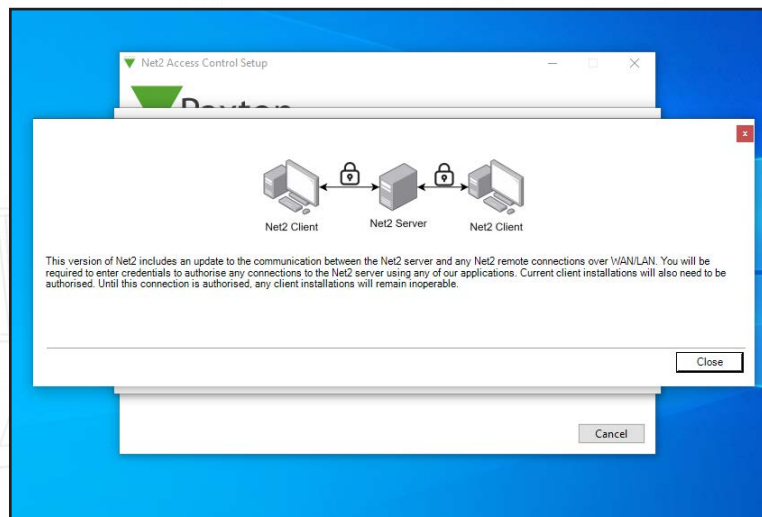 Net2 Access Control Setup
Paxton
Net2 Client
Net2 Server
Net2 Client
This version of Net2 includes an update to the communication between the Net2 server and any Net2 remote connections over WAN/LAN. You will be
required to enter credentials to authorise any connections to the Net2 server using any of our applications. Current client installations will also need to be
authorised. Until this connection is authorised, any client installations will remain inoperable.
Close
Cancel